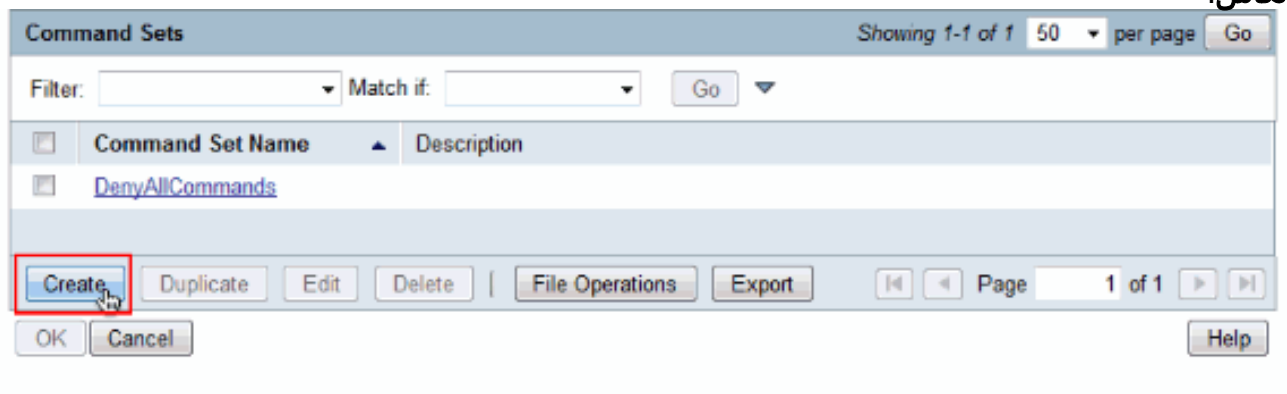 Command Sets Showing 1-1 of 1 50 per page Go
Filter: Match if: Go
Command Set Name Description
DenyAllCommands
Create Duplicate Edit Delete | File Operations Export Page 1 of 1
OK Cancel Help